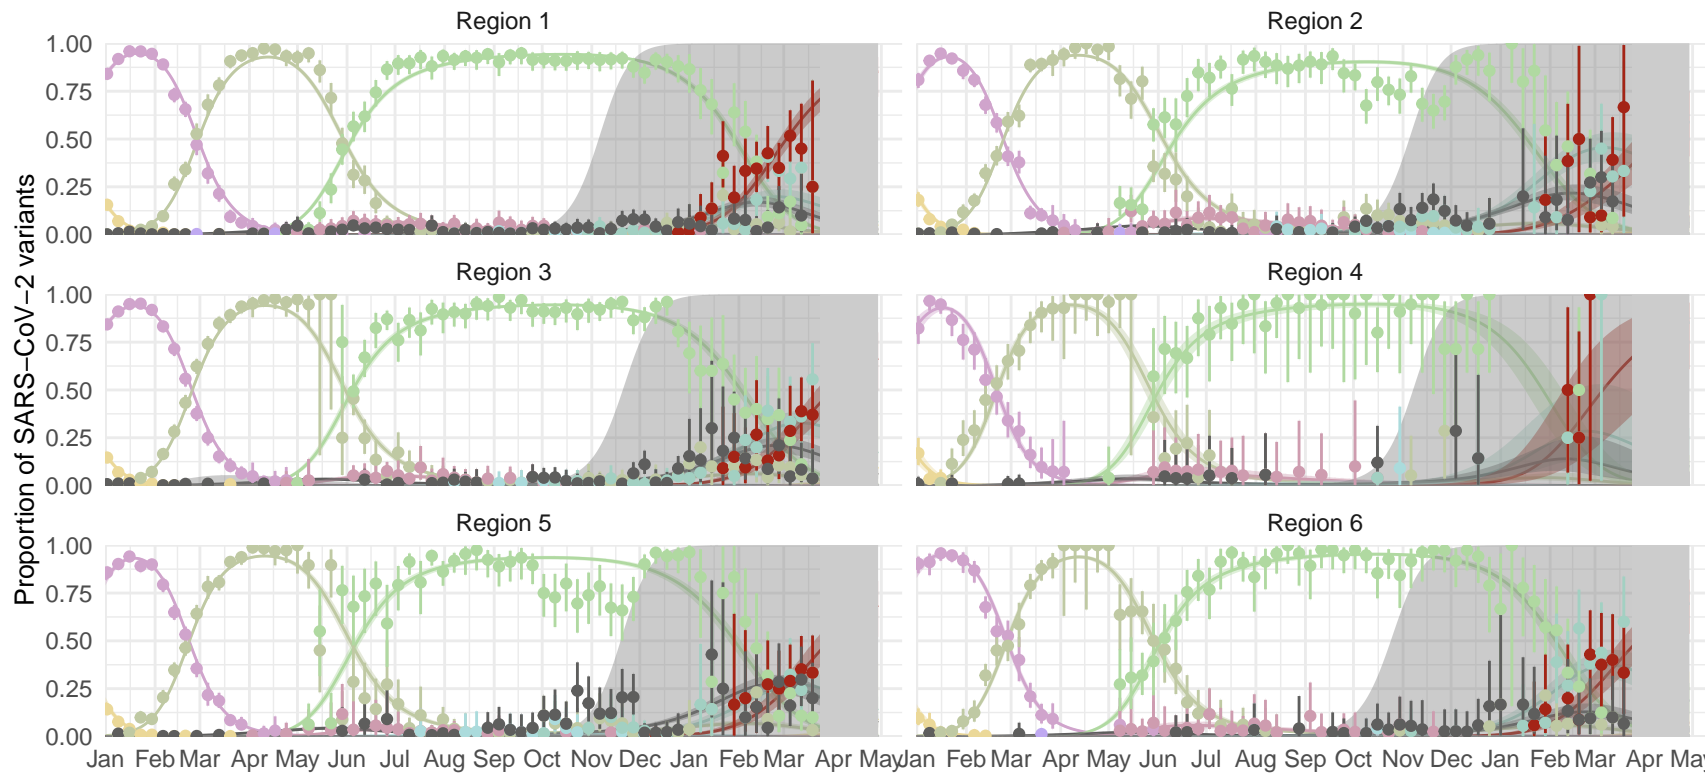 Region 1
Region 2
1.00
0.75
0.50
0.25
0.00
Region 3
Region 4
1.00
0.75
0.50
0.25
0.00
Region 5
Region 6
1.00
0.75
0.50
0.25
0.00
Proportion of SARS−CoV−2 variants
Jan Feb Mar Apr May Jun Jul Aug Sep Oct Nov Dec Jan Feb Mar Apr May
Jan Feb Mar Apr May Jun Jul Aug Sep Oct Nov Dec Jan Feb Mar Apr Ma